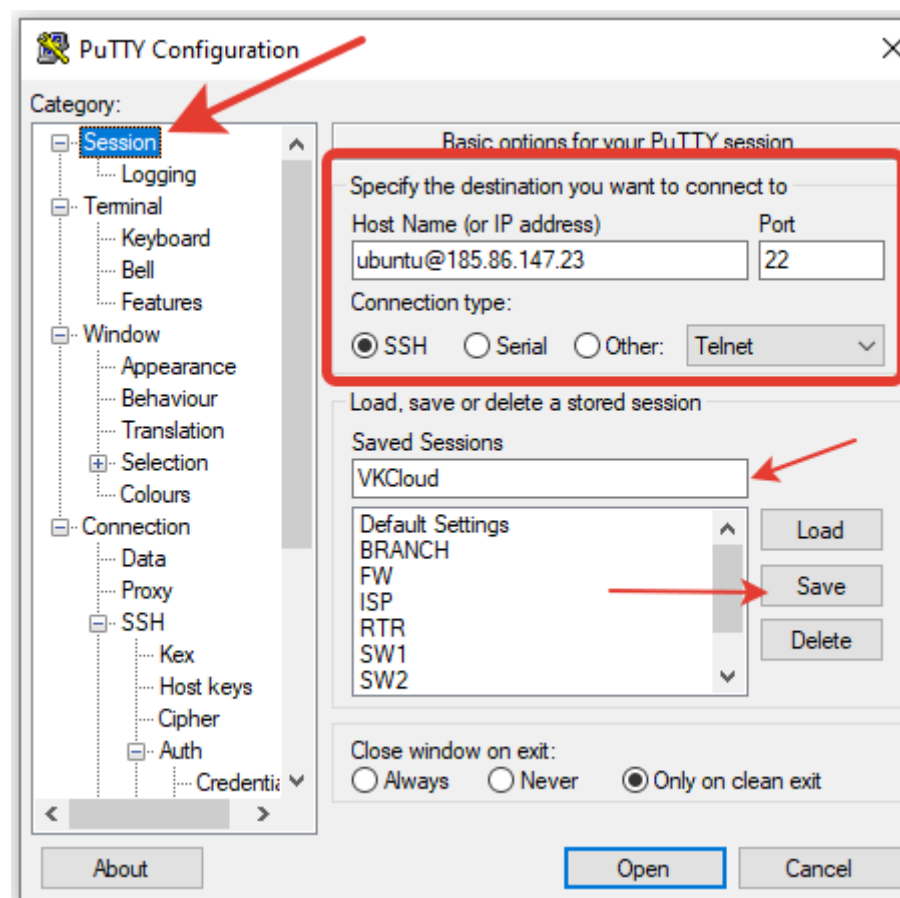 PuTTY Configuration
Category:
Session
Logging
Terminal
Keyboard
Bell
Features
Window
Appearance
Behaviour
Translation
Selection
Colours
Connection
Data
Proxy
SSH
Kex
Host keys
Cipher
Auth
Credentia
About
Basic options for your PuTTY session
Specify the destination you want to connect to
Host Name (or IP address) Port
ubuntu@185.86.147.23 22
Connection type:
SSH Serial Other: Telnet
Load, save or delete a stored session
Saved Sessions
VKCloud
Default Settings
BRANCH
FW
ISP
RTR
SW1
SW2
Load
Save
Delete
Close window on exit:
Always Never Only on clean exit
Open Cancel